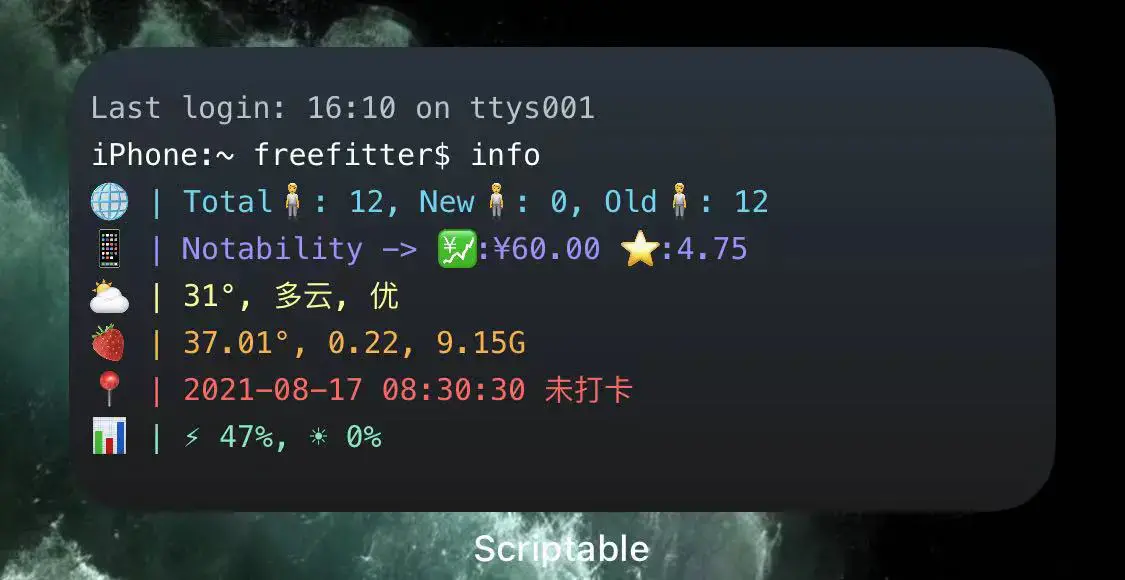 Last login: 16:10 on ttys001
iPhone:~ freefitter$ info
🌐 | Total🧍: 12, New🧍: 0, Old🧍: 12
📱 | Notability -> 💹:¥60.00 ⭐:4.75
🌥 | 31°, 多云, 优
🍓 | 37.01°, 0.22, 9.15G
📍 | 2021-08-17 08:30:30 未打卡
📊 | ⚡ 47%, ☀ 0%
Scriptable